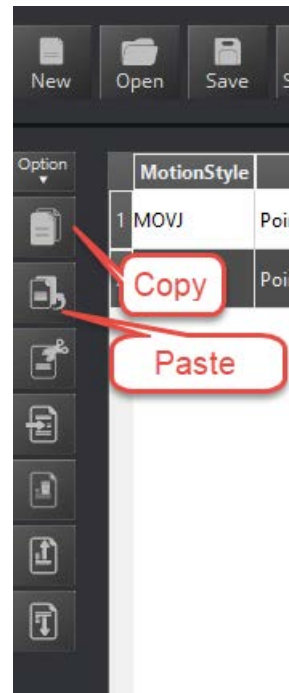 New Open Save
Option
MotionStyle
1 MOVJ
Copy
Paste